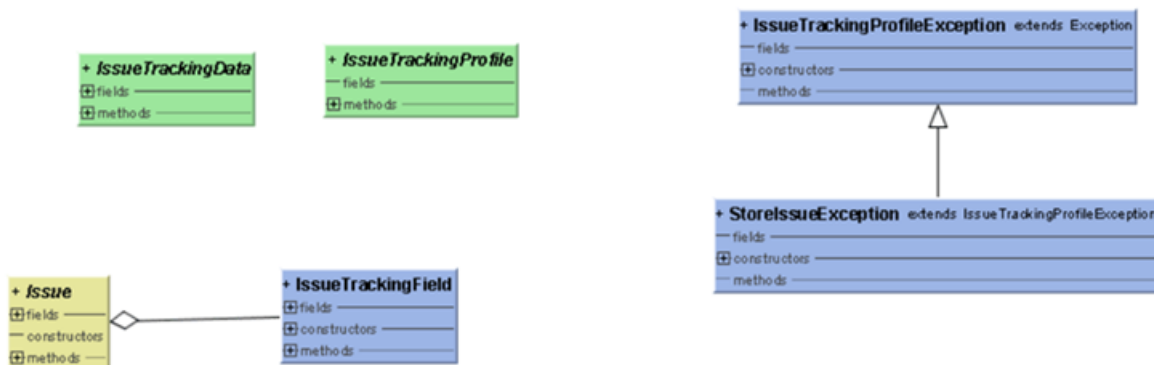 + IssueTrackingData
fields
methods
+ IssueTrackingProfile
fields
methods
+ IssueTrackingProfileException extends Exception
fields
constructors
methods
+ StoreIssueException extends IssueTrackingProfileException
fields
constructors
methods
+ Issue
fields
constructors
methods
+ IssueTrackingField
fields
constructors
methods